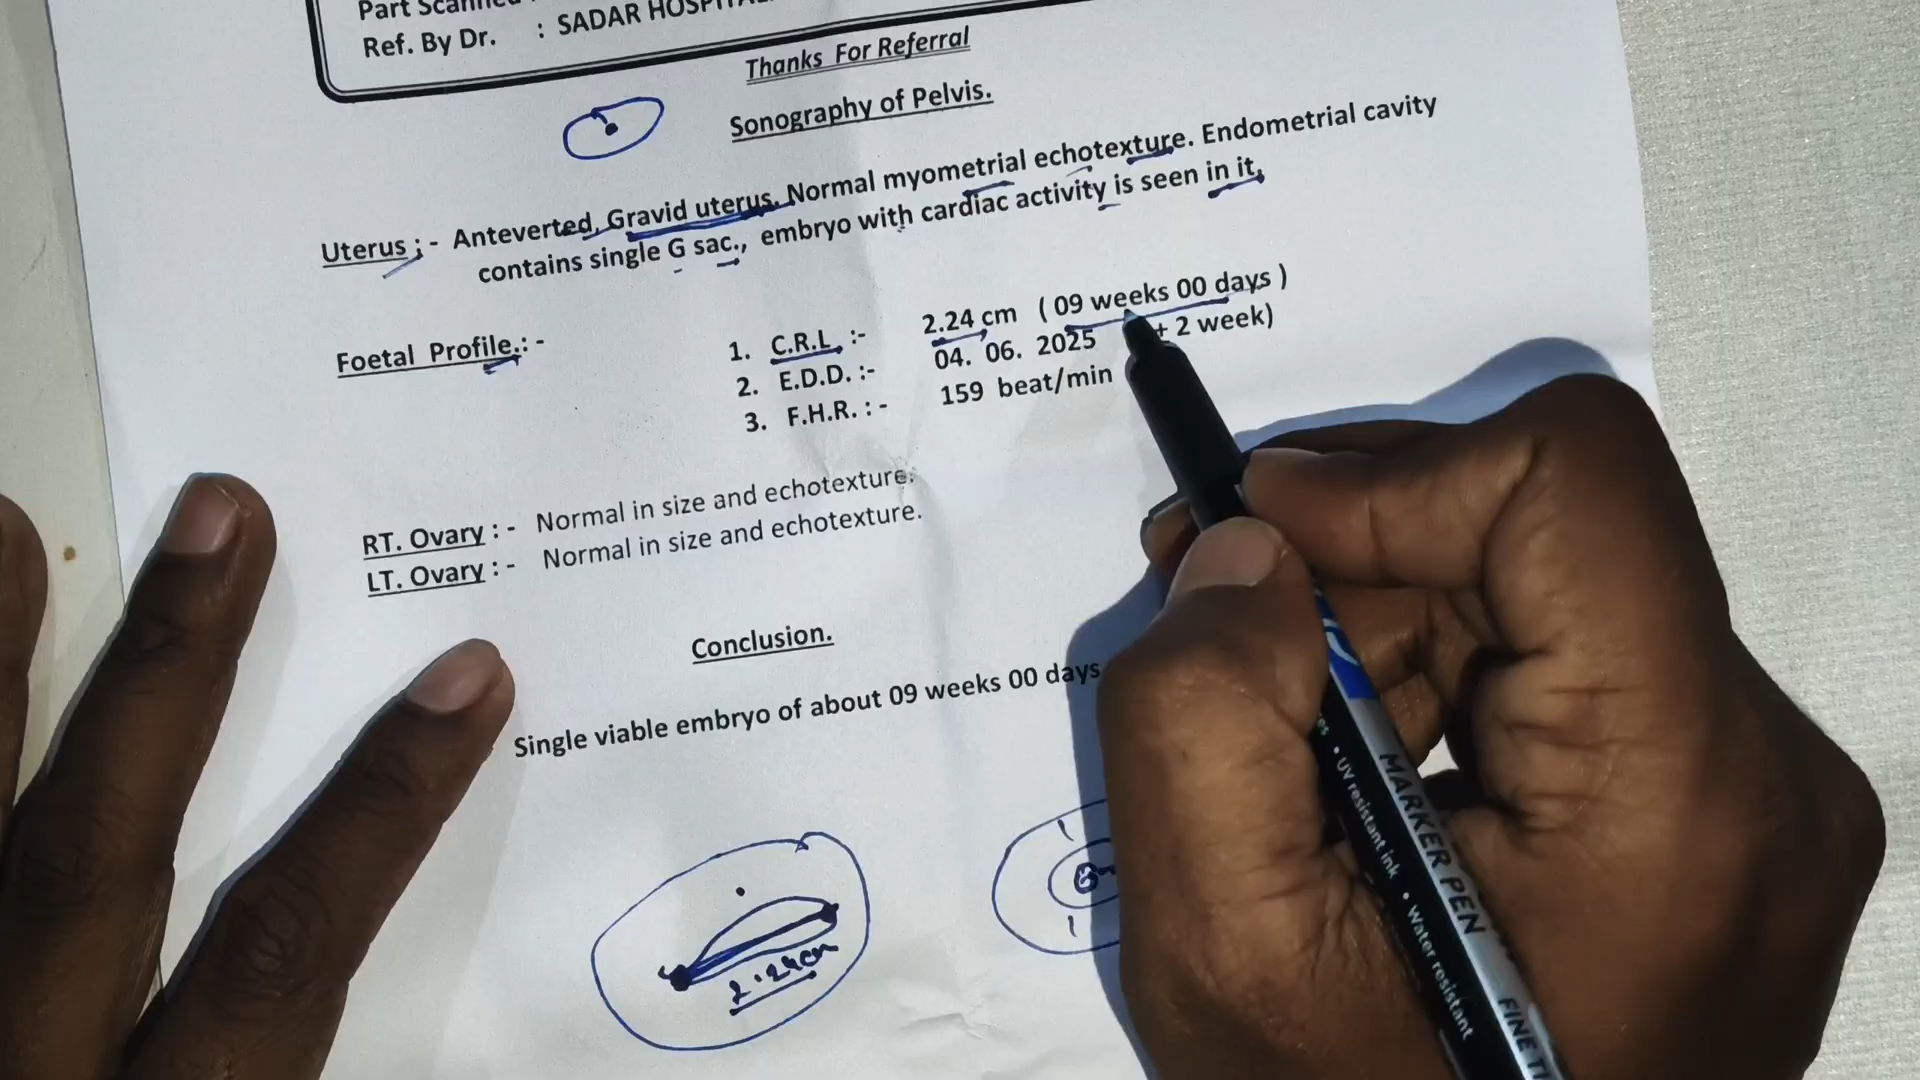 Part Scanned
Ref. By Dr. : SADAR HOSPITAL
Thanks For Referral
Sonography of Pelvis.
Uterus ; - Anteverted, Gravid uterus. Normal myometrial echotexture. Endometrial cavity
contains single G sac., embryo with cardiac activity is seen in it.
Foetal Profile.: -
1. C.R.L :- 2.24 cm ( 09 weeks 00 days )
2. E.D.D. :- 04. 06. 2025 + 2 week)
3. F.H.R. : - 159 beat/min
RT. Ovary : - Normal in size and echotexture.
LT. Ovary : - Normal in size and echotexture.
Conclusion.
Single viable embryo of about 09 weeks 00 days
2.24cm
MARKER PEN FINE
• UV resistant ink • Water resistant